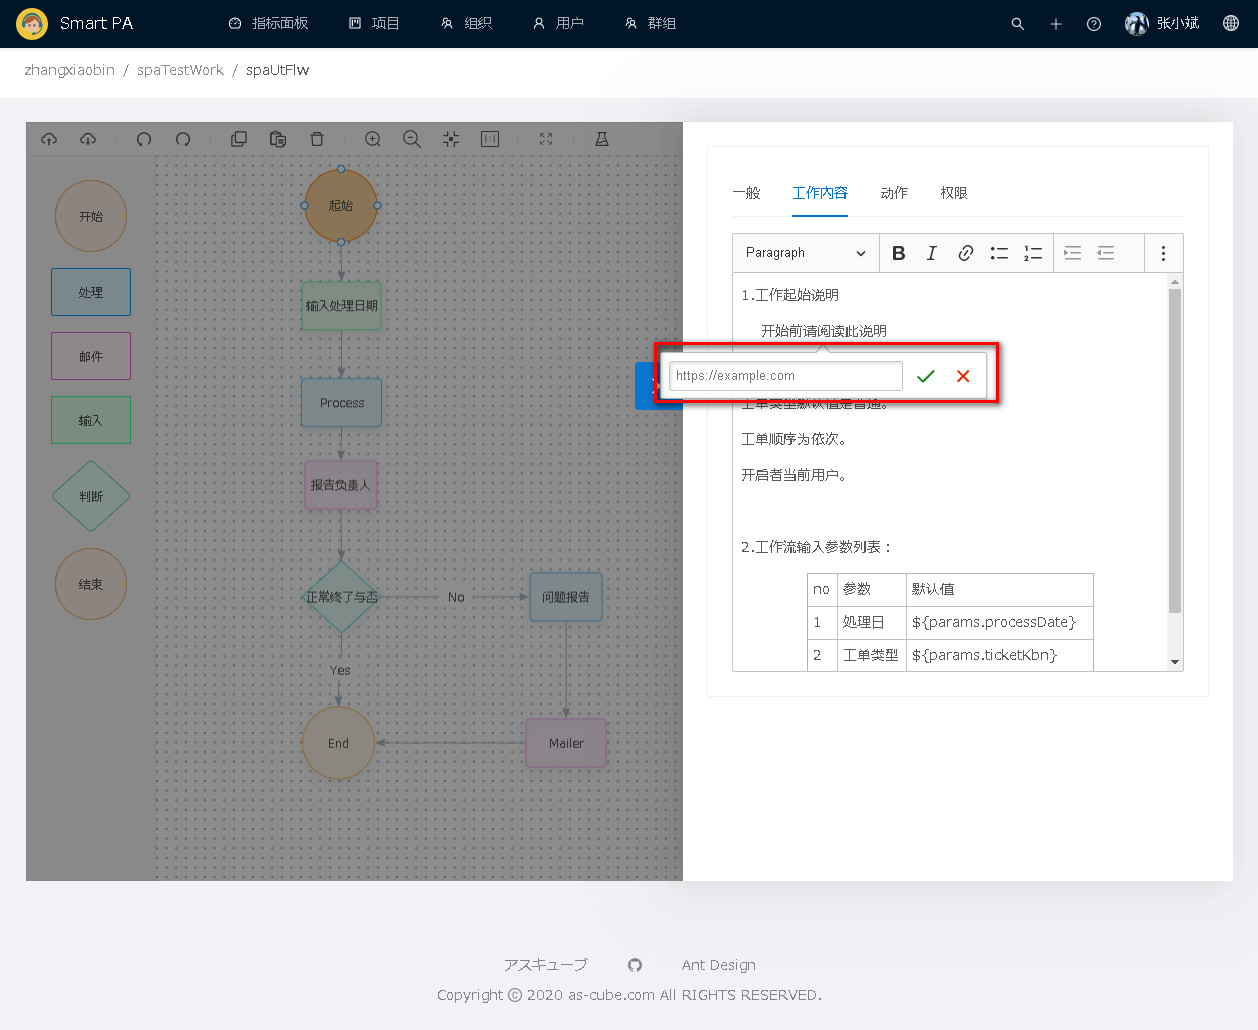 Smart PA
指标面板
项目
组织
用户
群组
张小斌
zhangxiaobin / spaTestWork / spaUtFlw
开始
处理
邮件
输入
判断
结束
起始
输入处理日期
Process
报告负责人
正常终了与否
No
问题报告
Yes
End
Mailer
一般
工作内容
动作
权限
Paragraph
1.工作起始说明
开始前请阅读此说明
https://example.com
工单类型默认值是普通。
工单顺序为依次。
开启者当前用户。
2.工作流输入参数列表：
no 参数 默认值
1 处理日 ${params.processDate}
2 工单类型 ${params.ticketKbn}
アスキューブ
Ant Design
Copyright © 2020 as-cube.com All RIGHTS RESERVED.